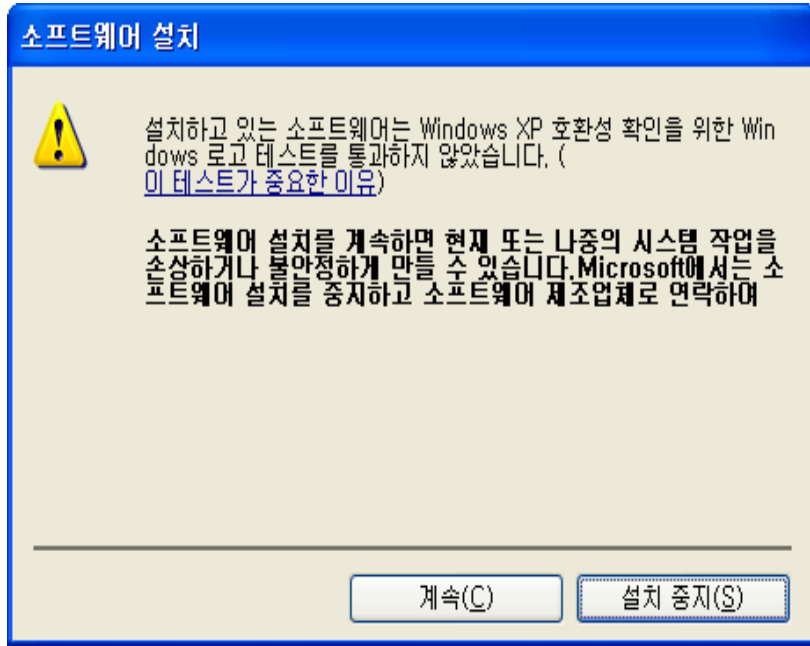 소프트웨어 설치
설치하고 있는 소프트웨어는 Windows XP 호환성 확인을 위한 Win
dows 로고 테스트를 통과하지 않았습니다. (
이 테스트가 중요한 이유)
소프트웨어 설치를 계속하면 현재 또는 나중의 시스템 작업을
손상하거나 불안정하게 만들 수 있습니다.Microsoft에서는 소
프트웨어 설치를 중지하고 소프트웨어 제조업체로 연락하여
계속(C)
설치 중지(S)